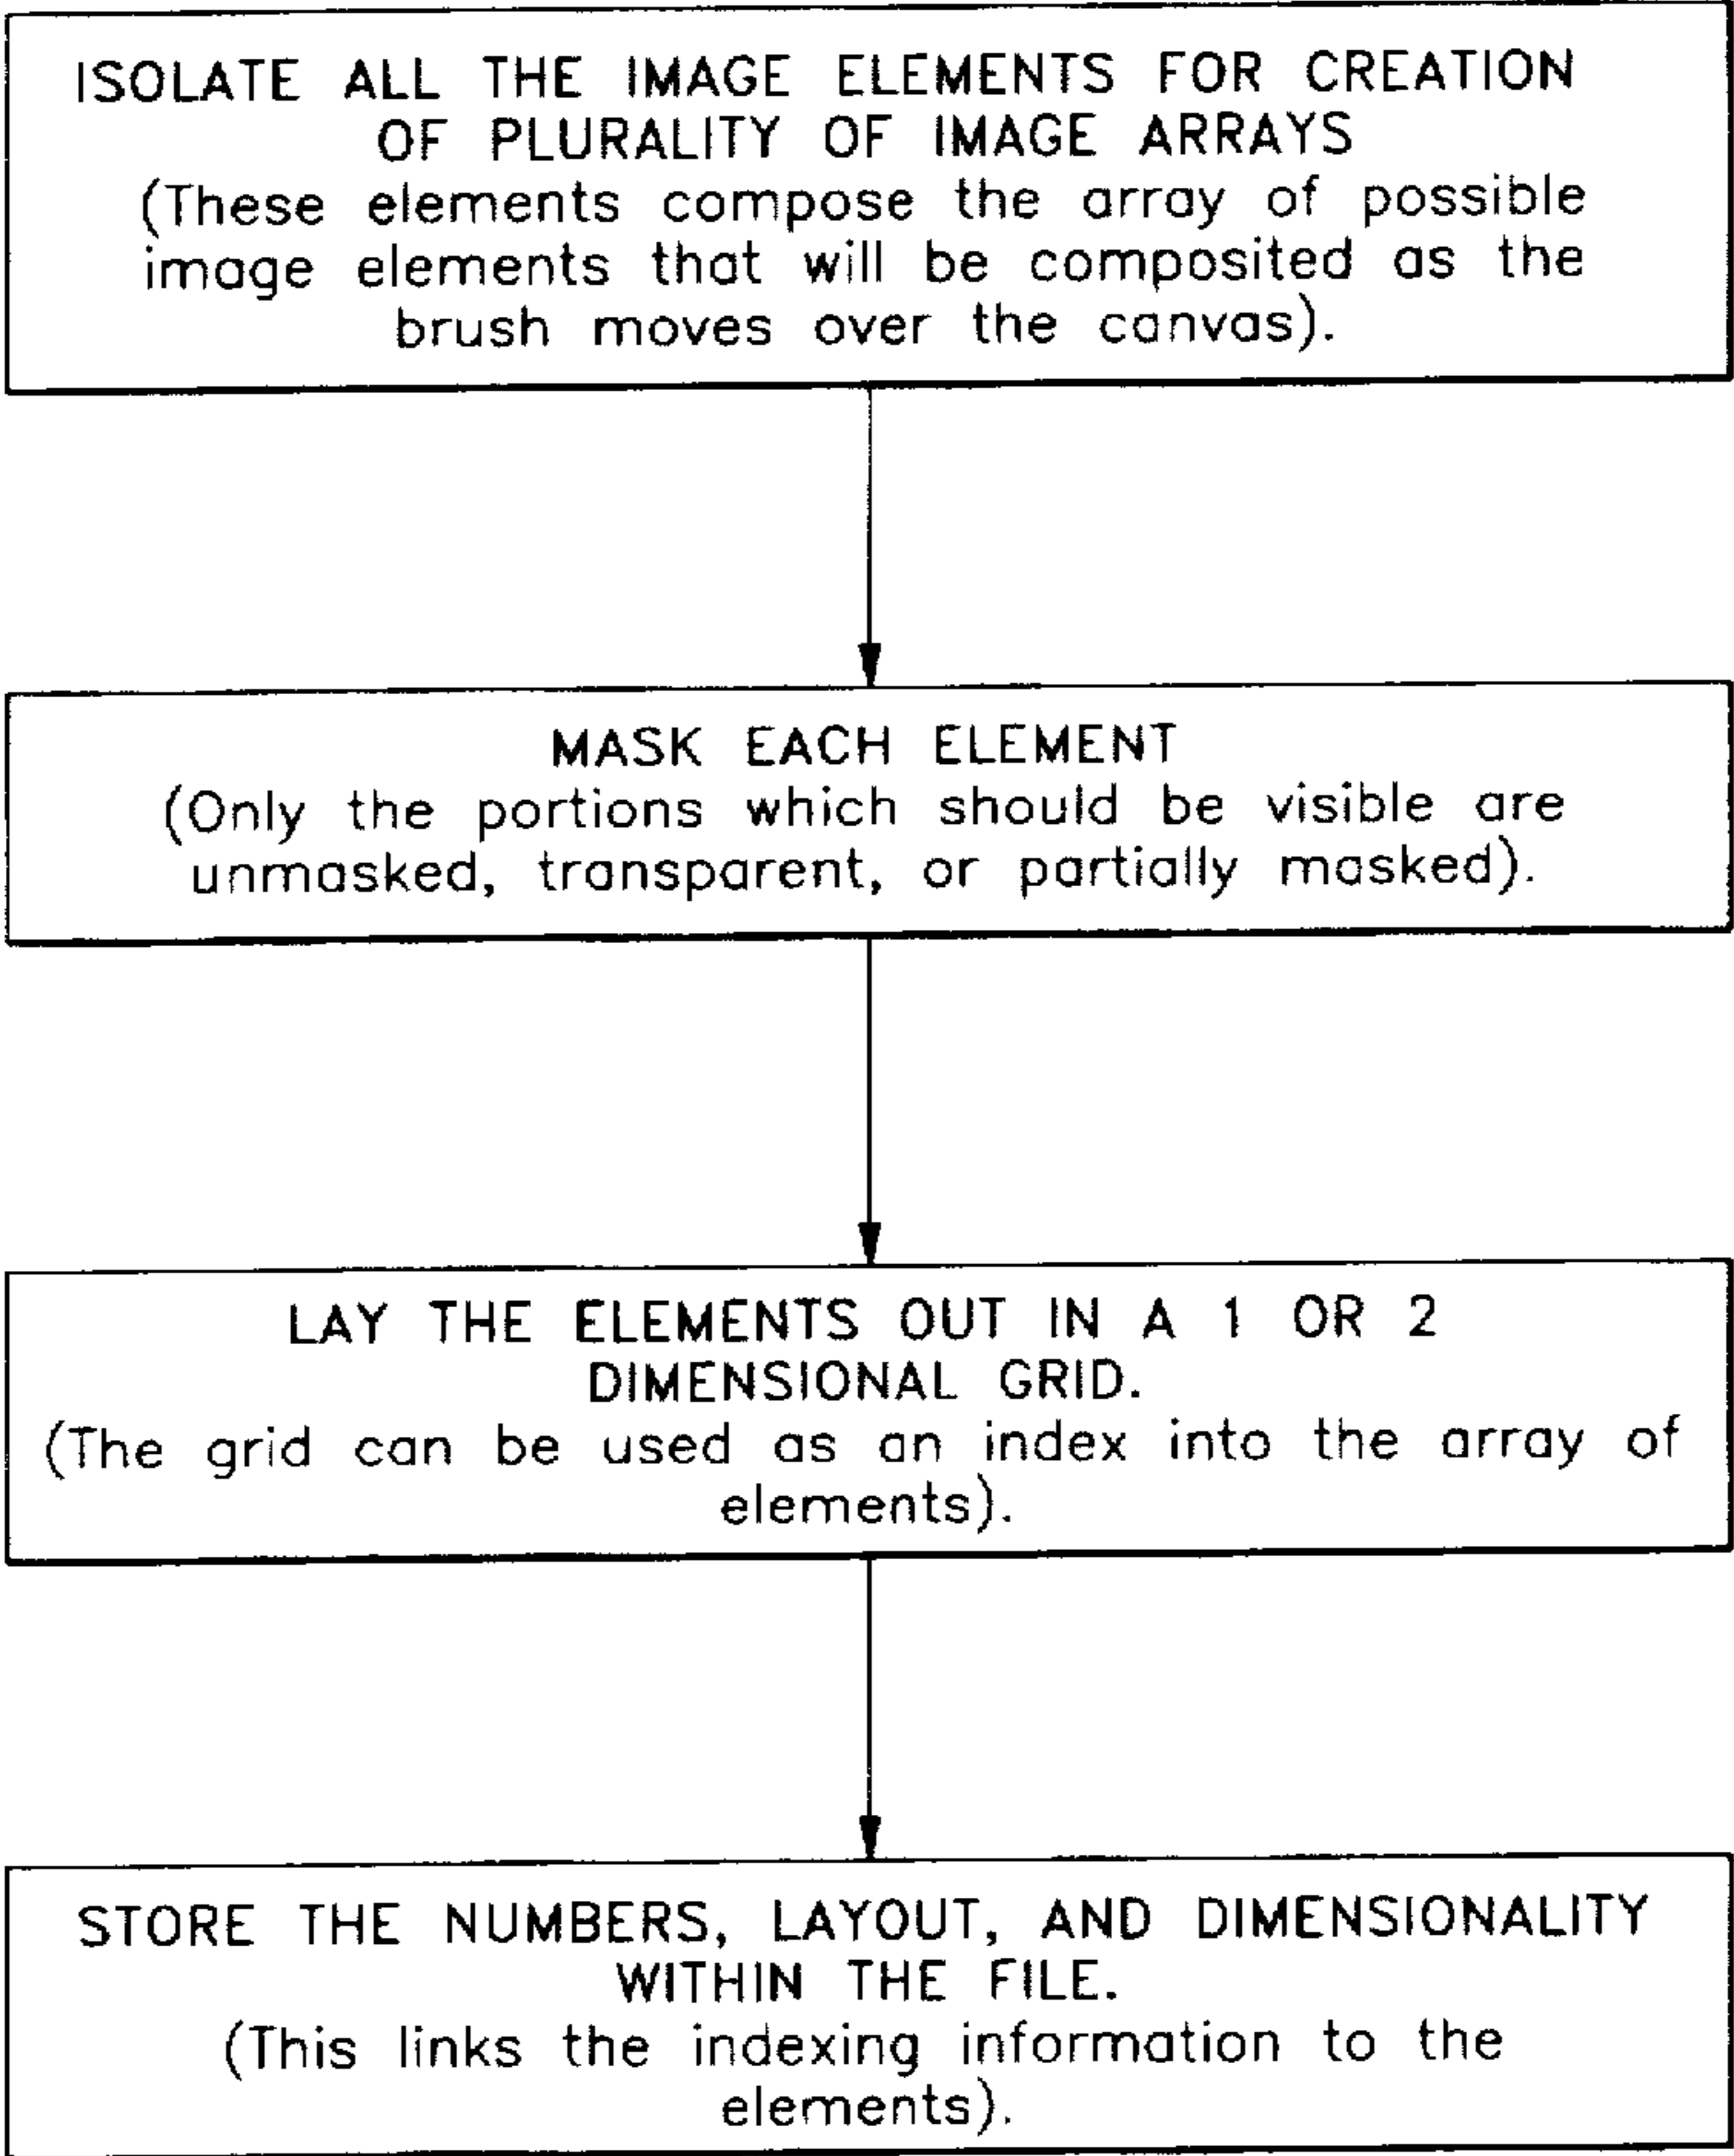 ISOLATE ALL THE IMAGE ELEMENTS FOR CREATION
OF PLURALITY OF IMAGE ARRAYS
(These elements compose the array of possible
image elements that will be composited as the
brush moves over the canvas).
MASK EACH ELEMENT
(Only the portions which should be visible are
unmasked, transparent, or partially masked).
LAY THE ELEMENTS OUT IN A 1 OR 2
DIMENSIONAL GRID.
(The grid can be used as an index into the array of
elements).
STORE THE NUMBERS, LAYOUT, AND DIMENSIONALITY
WITHIN THE FILE.
(This links the indexing information to the
elements).